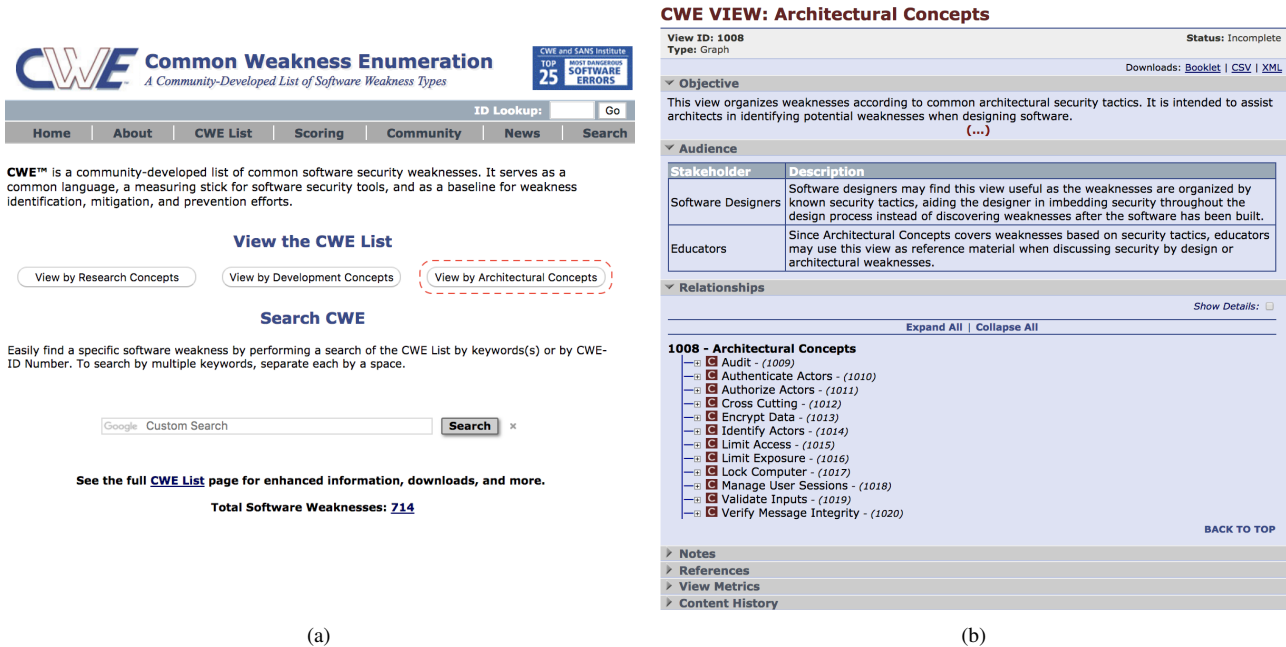 CWE
Common Weakness Enumeration
A Community-Developed List of Software Weakness Types
CWE and SANS Institute
TOP
25
MOST DANGEROUS
SOFTWARE
ERRORS
ID Lookup:
Go
Home
About
CWE List
Scoring
Community
News
Search
CWE™ is a community-developed list of common software security weaknesses. It serves as a
common language, a measuring stick for software security tools, and as a baseline for weakness
identification, mitigation, and prevention efforts.
View the CWE List
View by Research Concepts
View by Development Concepts
View by Architectural Concepts
Search CWE
Easily find a specific software weakness by performing a search of the CWE List by keywords(s) or by CWE-
ID Number. To search by multiple keywords, separate each by a space.
Google Custom Search
Search
×
See the full CWE List page for enhanced information, downloads, and more.
Total Software Weaknesses: 714
(a)
CWE VIEW: Architectural Concepts
View ID: 1008
Status: Incomplete
Type: Graph
Downloads: Booklet | CSV | XML
Objective
This view organizes weaknesses according to common architectural security tactics. It is intended to assist
architects in identifying potential weaknesses when designing software.
(...)
Audience
Stakeholder
Description
Software Designers
Software designers may find this view useful as the weaknesses are organized by
known security tactics, aiding the designer in imbedding security throughout the
design process instead of discovering weaknesses after the software has been built.
Educators
Since Architectural Concepts covers weaknesses based on security tactics, educators
may use this view as reference material when discussing security by design or
architectural weaknesses.
Relationships
Show Details:
Expand All | Collapse All
1008 - Architectural Concepts
C Audit - (1009)
C Authenticate Actors - (1010)
C Authorize Actors - (1011)
C Cross Cutting - (1012)
C Encrypt Data - (1013)
C Identify Actors - (1014)
C Limit Access - (1015)
C Limit Exposure - (1016)
C Lock Computer - (1017)
C Manage User Sessions - (1018)
C Validate Inputs - (1019)
C Verify Message Integrity - (1020)
BACK TO TOP
Notes
References
View Metrics
Content History
(b)